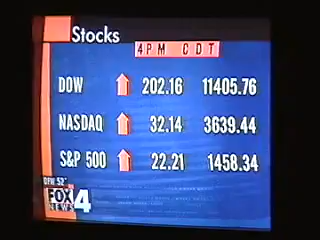 Stocks
4PM CDT
DOW 202.16 11405.76
NASDAQ 32.14 3639.44
S&P 500 22.21 1458.34
DFW 52°
FOX 4
NEWS